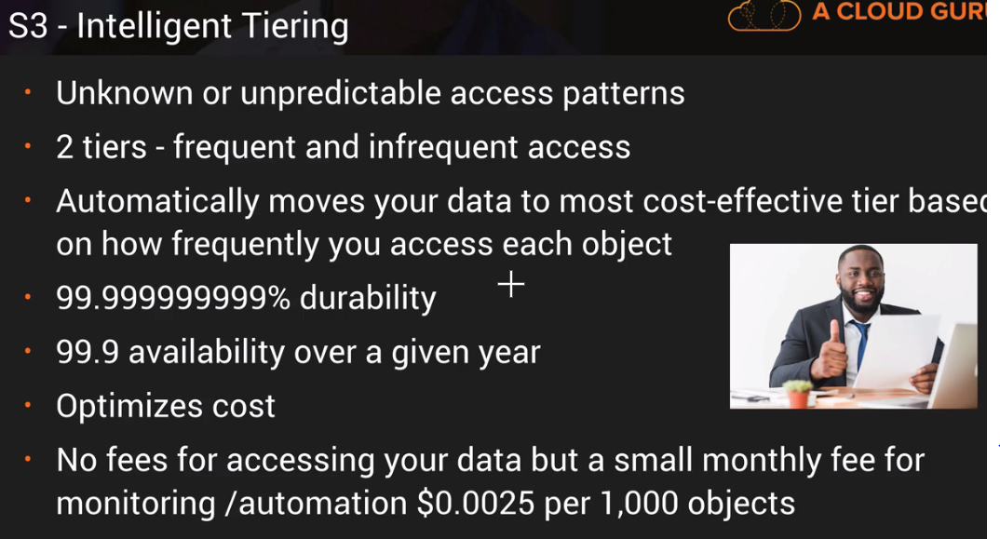 S3 - Intelligent Tiering
A CLOUD GUR
• Unknown or unpredictable access patterns
• 2 tiers - frequent and infrequent access
• Automatically moves your data to most cost-effective tier based
on how frequently you access each object
• 99.999999999% durability
• 99.9 availability over a given year
• Optimizes cost
• No fees for accessing your data but a small monthly fee for
monitoring /automation $0.0025 per 1,000 objects